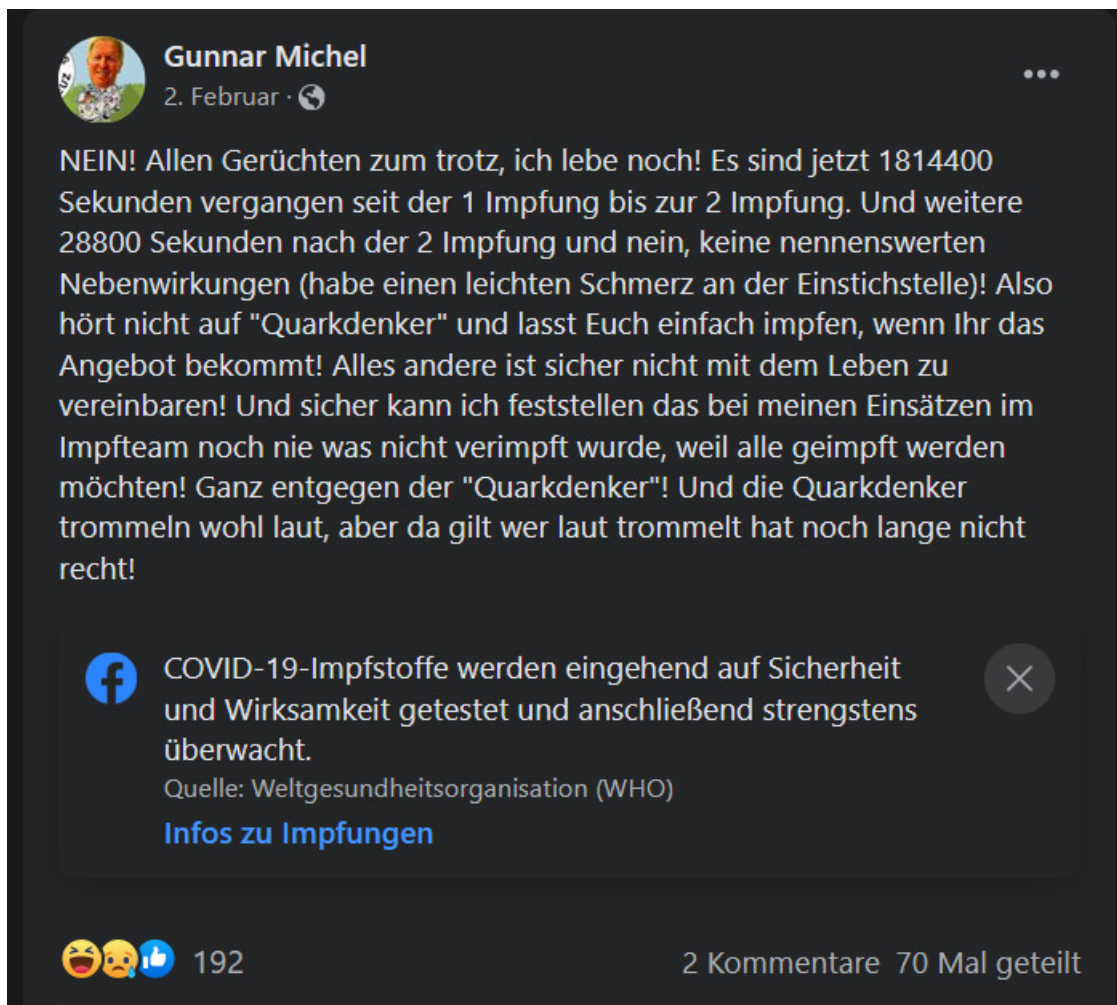 Gunnar Michel
2. Februar ·
NEIN! Allen Gerüchten zum trotz, ich lebe noch! Es sind jetzt 1814400
Sekunden vergangen seit der 1 Impfung bis zur 2 Impfung. Und weitere
28800 Sekunden nach der 2 Impfung und nein, keine nennenswerten
Nebenwirkungen (habe einen leichten Schmerz an der Einstichstelle)! Also
hört nicht auf "Quarkdenker" und lasst Euch einfach impfen, wenn Ihr das
Angebot bekommt! Alles andere ist sicher nicht mit dem Leben zu
vereinbaren! Und sicher kann ich feststellen das bei meinen Einsätzen im
Impfteam noch nie was nicht verimpft wurde, weil alle geimpft werden
möchten! Ganz entgegen der "Quarkdenker"! Und die Quarkdenker
trommeln wohl laut, aber da gilt wer laut trommelt hat noch lange nicht
recht!
COVID-19-Impfstoffe werden eingehend auf Sicherheit
und Wirksamkeit getestet und anschließend strengstens
überwacht.
Quelle: Weltgesundheitsorganisation (WHO)
Infos zu Impfungen
192
2 Kommentare 70 Mal geteilt